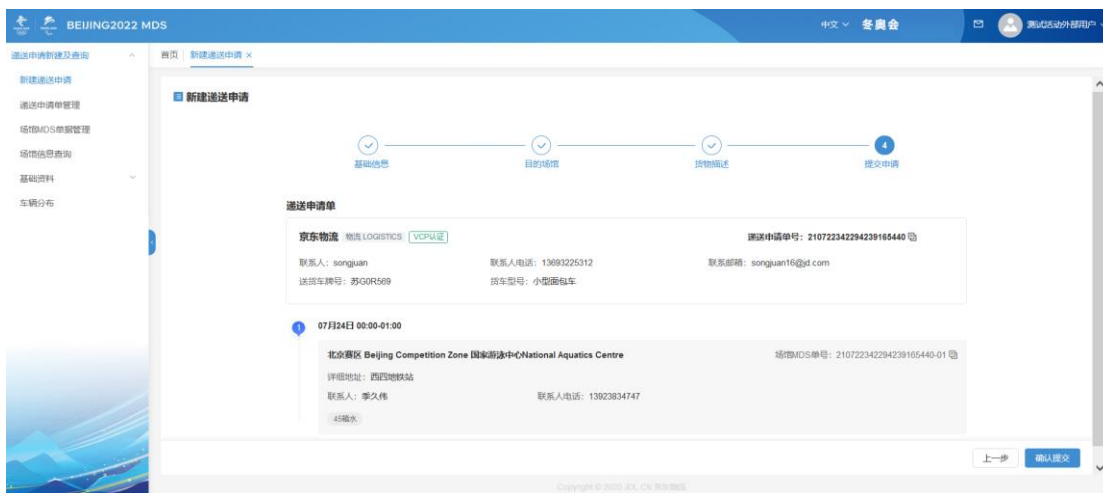 BEIJING2022 MDS
中文
冬奥会
测试活动外部用户
递送申请新建及查询
新建递送申请
递送申请单管理
场馆MDS单据管理
场馆信息查询
基础资料
车辆分布
首页
新建递送申请 ×
新建递送申请
基础信息
目的场馆
货物描述
4
提交申请
递送申请单
京东物流 物流 LOGISTICS VCP认证
递送申请单号：210722342294239165440
联系人：songjuan
联系人电话：13693225312
联系邮箱：songjuan16@jd.com
送货车牌号：苏G0R569
货车型号：小型面包车
1
07月24日 00:00-01:00
北京赛区 Beijing Competition Zone 国家游泳中心National Aquatics Centre
场馆MDS单号：210722342294239165440-01
详细地址：西四地铁站
联系人：季久伟
联系人电话：13923834747
45箱水
上一步
确认提交